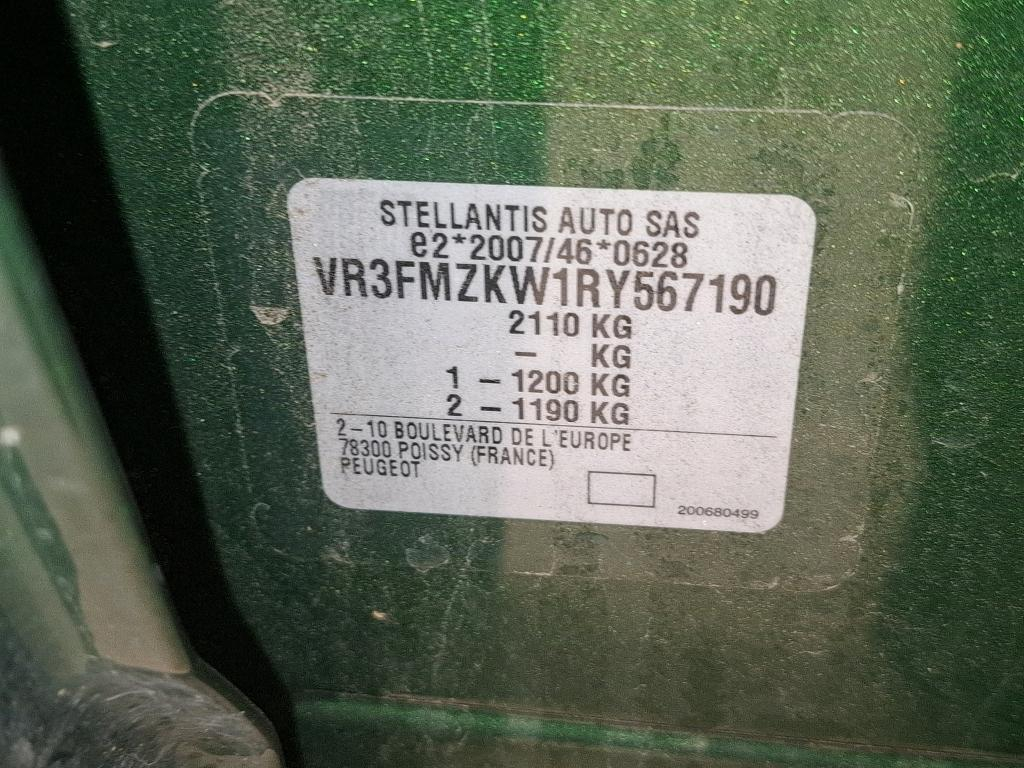 STELLANTIS AUTO SAS
e2*2007/46*0628
VR3FMZKW1RY567190
2110 KG
– KG
1 – 1200 KG
2 – 1190 KG
2–10 BOULEVARD DE L'EUROPE
78300 POISSY (FRANCE)
PEUGEOT
200680499